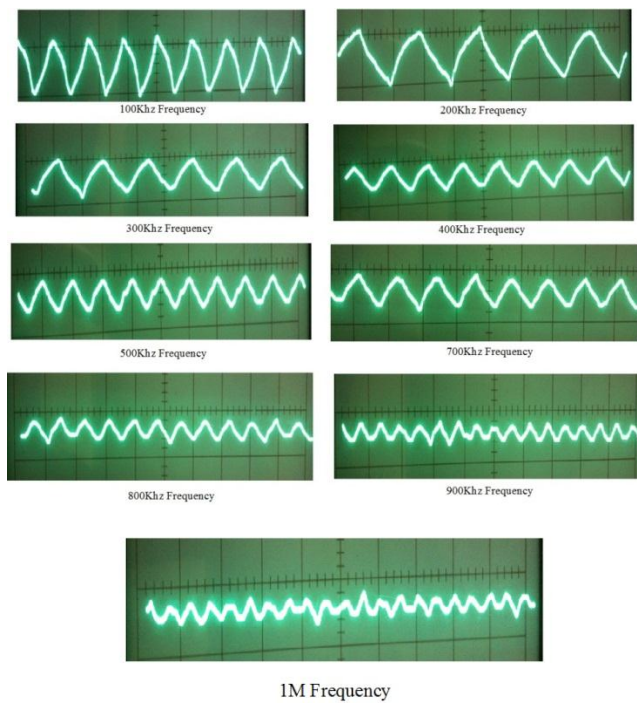 100Khz Frequency
200Khz Frequency
300Khz Frequency
400Khz Frequency
500Khz Frequency
700Khz Frequency
800Khz Frequency
900Khz Frequency
1M Frequency